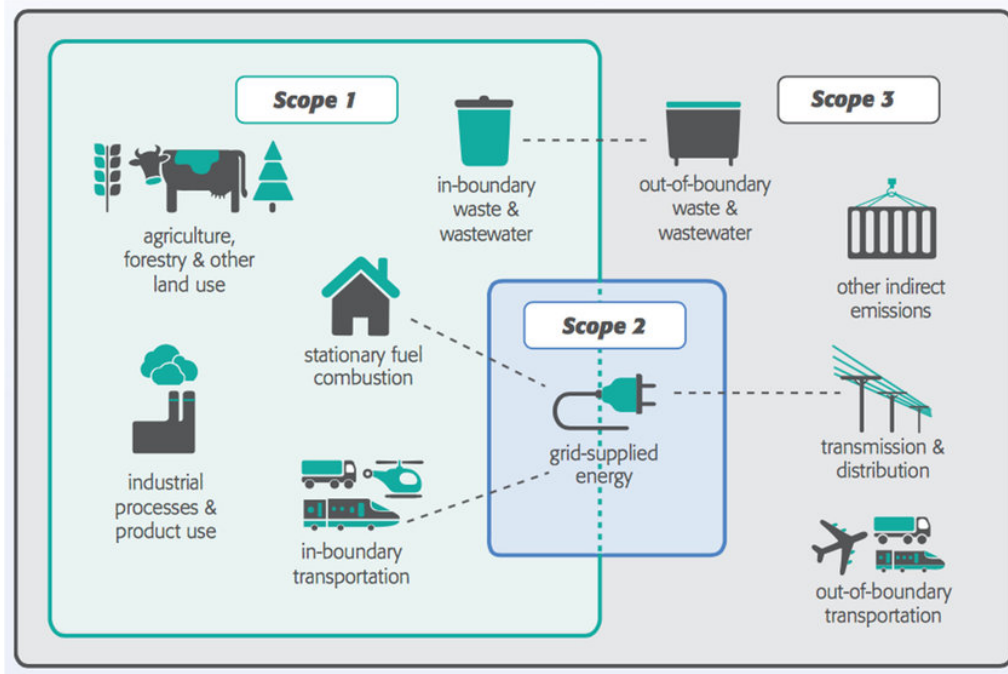 Scope 1
Scope 3
in-boundary
waste &
wastewater
out-of-boundary
waste &
wastewater
agriculture,
forestry & other
land use
other indirect
emissions
Scope 2
stationary fuel
combustion
grid-supplied
energy
transmission &
distribution
industrial
processes &
product use
in-boundary
transportation
out-of-boundary
transportation